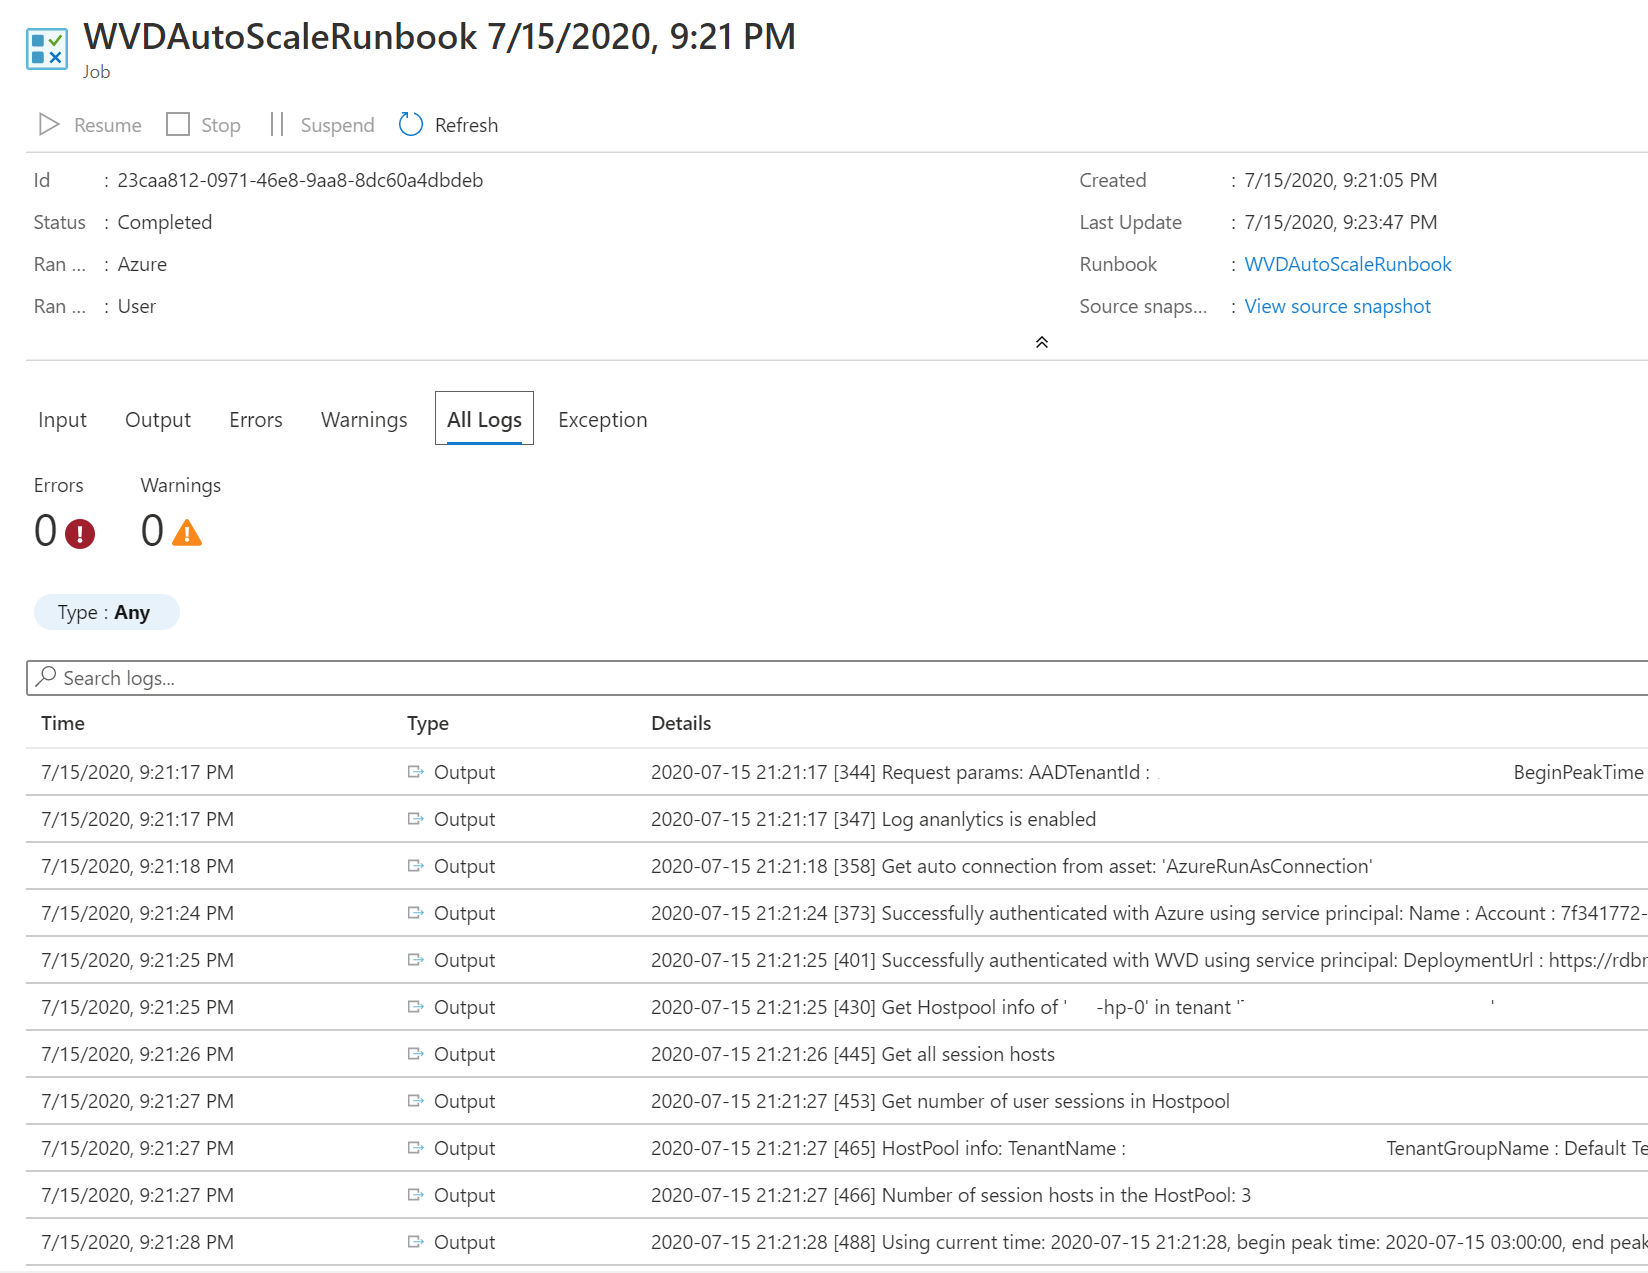 WVDAutoScaleRunbook 7/15/2020, 9:21 PM
Job
Resume Stop Suspend Refresh
Id : 23caa812-0971-46e8-9aa8-8dc60a4dbdeb Created : 7/15/2020, 9:21:05 PM
Status : Completed Last Update : 7/15/2020, 9:23:47 PM
Ran ... : Azure Runbook : WVDAutoScaleRunbook
Ran ... : User Source snaps... : View source snapshot
Input Output Errors Warnings All Logs Exception
Errors Warnings
0 0
Type : Any
Search logs...
Time Type Details
7/15/2020, 9:21:17 PM Output 2020-07-15 21:21:17 [344] Request params: AADTenantId : BeginPeakTime
7/15/2020, 9:21:17 PM Output 2020-07-15 21:21:17 [347] Log ananlytics is enabled
7/15/2020, 9:21:18 PM Output 2020-07-15 21:21:18 [358] Get auto connection from asset: 'AzureRunAsConnection'
7/15/2020, 9:21:24 PM Output 2020-07-15 21:21:24 [373] Successfully authenticated with Azure using service principal: Name : Account : 7f341772-
7/15/2020, 9:21:25 PM Output 2020-07-15 21:21:25 [401] Successfully authenticated with WVD using service principal: DeploymentUrl : https://rdbr
7/15/2020, 9:21:25 PM Output 2020-07-15 21:21:25 [430] Get Hostpool info of ' -hp-0' in tenant ' '
7/15/2020, 9:21:26 PM Output 2020-07-15 21:21:26 [445] Get all session hosts
7/15/2020, 9:21:27 PM Output 2020-07-15 21:21:27 [453] Get number of user sessions in Hostpool
7/15/2020, 9:21:27 PM Output 2020-07-15 21:21:27 [465] HostPool info: TenantName : TenantGroupName : Default Te
7/15/2020, 9:21:27 PM Output 2020-07-15 21:21:27 [466] Number of session hosts in the HostPool: 3
7/15/2020, 9:21:28 PM Output 2020-07-15 21:21:28 [488] Using current time: 2020-07-15 21:21:28, begin peak time: 2020-07-15 03:00:00, end peak